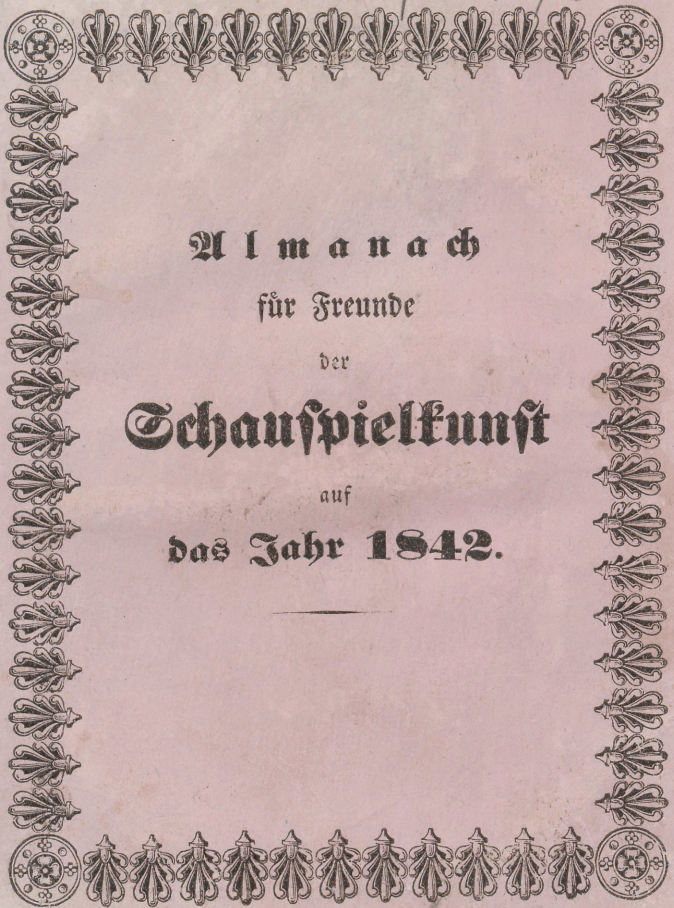 Almanach
für Freunde
der
Schauspielkunst
auf
das Jahr 1842.